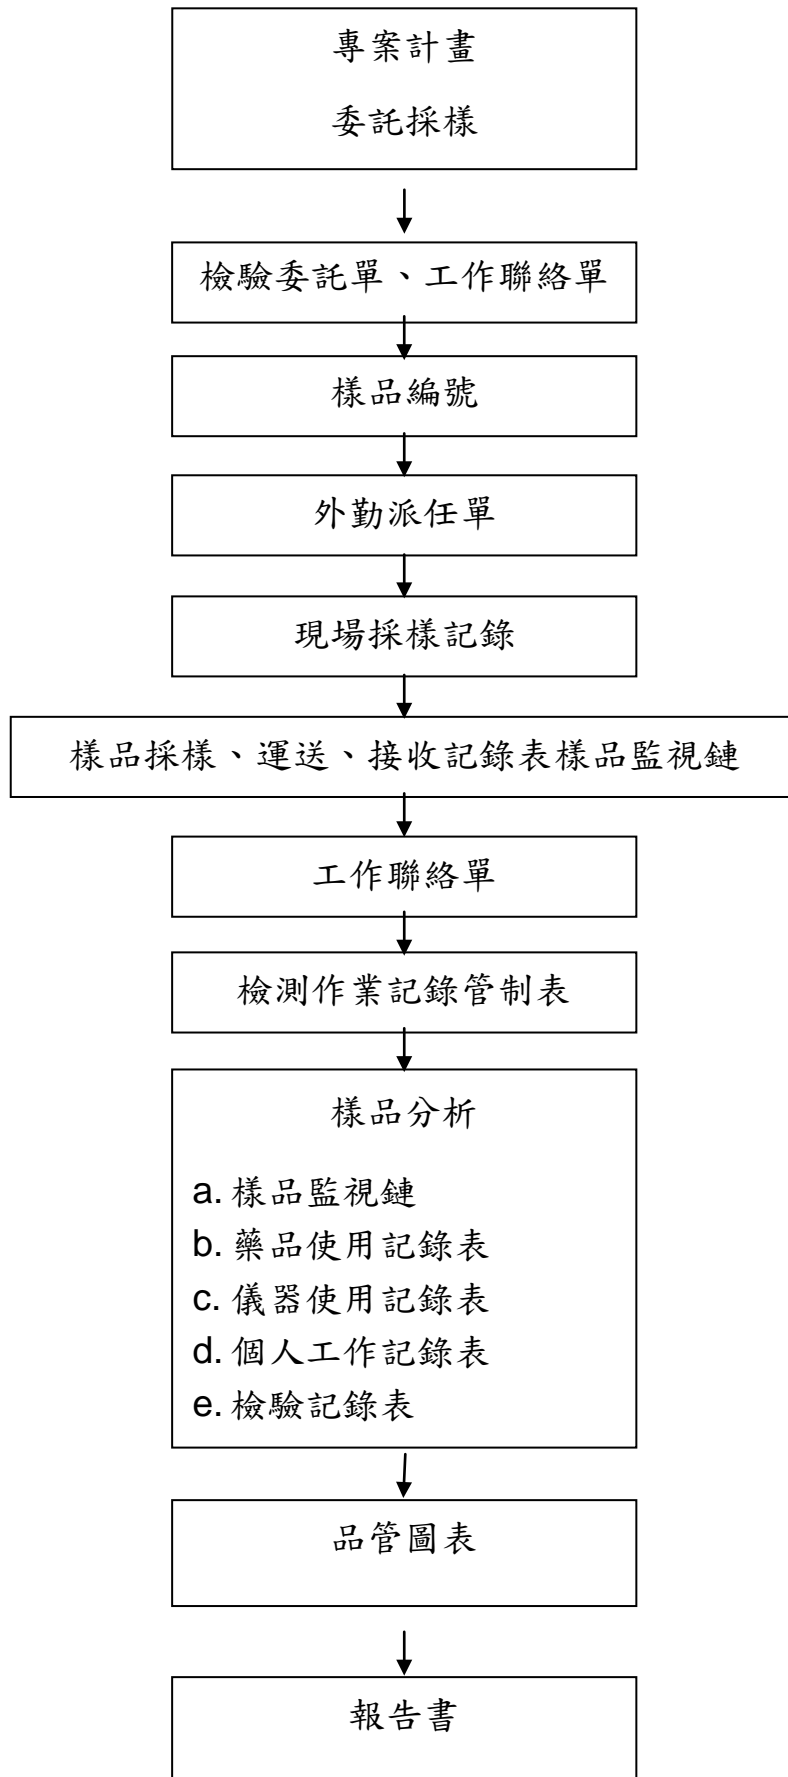 專案計畫
委託採樣
檢驗委託單、工作聯絡單
樣品編號
外勤派任單
現場採樣記錄
樣品採樣、運送、接收記錄表樣品監視鏈
工作聯絡單
檢測作業記錄管制表
樣品分析
a. 樣品監視鏈
b. 藥品使用記錄表
c. 儀器使用記錄表
d. 個人工作記錄表
e. 檢驗記錄表
品管圖表
報告書